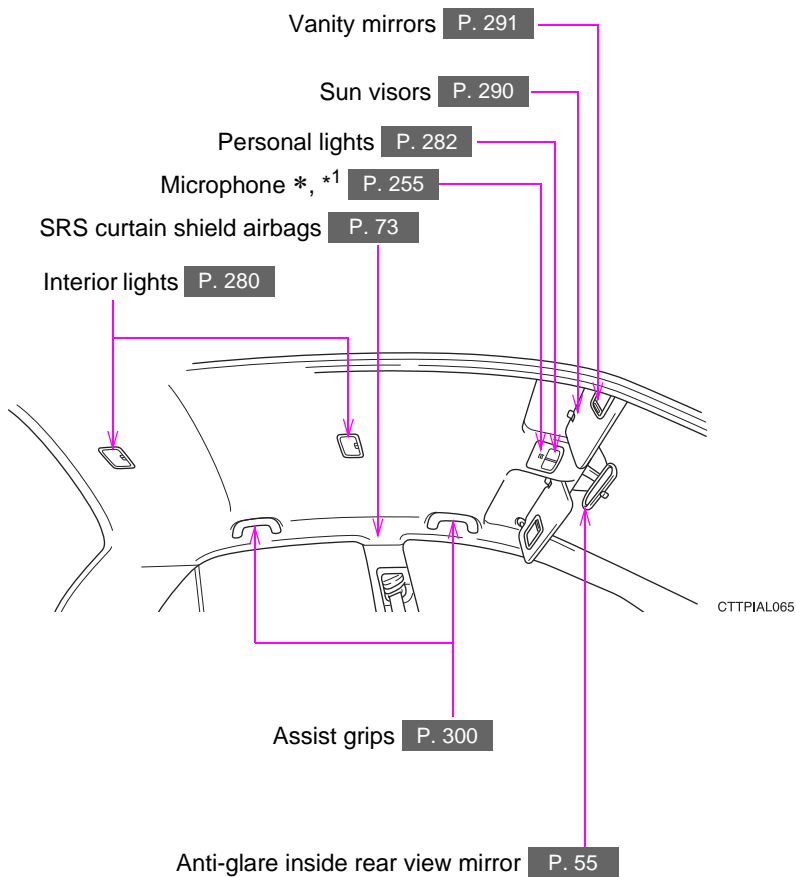 Vanity mirrors P. 291
Sun visors P. 290
Personal lights P. 282
Microphone *, *1 P. 255
SRS curtain shield airbags P. 73
Interior lights P. 280
CTTPIAL065
Assist grips P. 300
Anti-glare inside rear view mirror P. 55